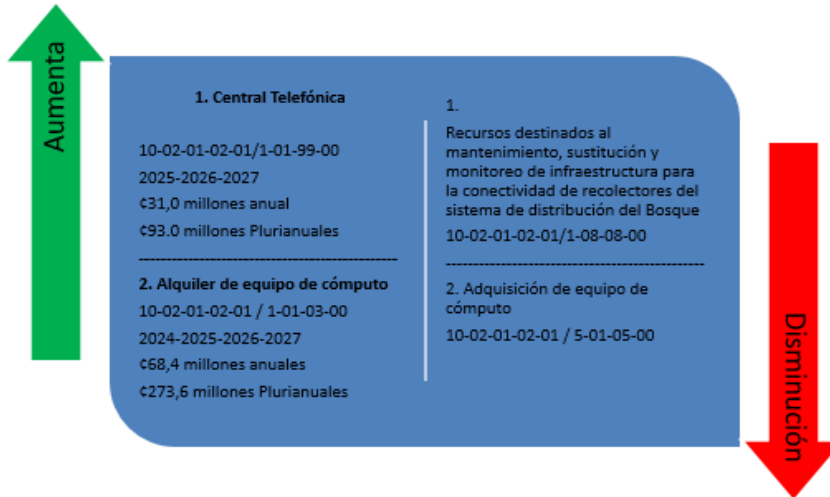 Aumenta
1. Central Telefónica
10-02-01-02-01/1-01-99-00
2025-2026-2027
¢31,0 millones anual
¢93.0 millones Plurianuales
----------------------------------------------
2. Alquiler de equipo de cómputo
10-02-01-02-01 / 1-01-03-00
2024-2025-2026-2027
¢68,4 millones anuales
¢273,6 millones Plurianuales
1.
Recursos destinados al
mantenimiento, sustitución y
monitoreo de infraestructura para
la conectividad de recolectores del
sistema de distribución del Bosque
10-02-01-02-01/1-08-08-00
----------------------------------------------
2. Adquisición de equipo de
cómputo
10-02-01-02-01 / 5-01-05-00
Disminución